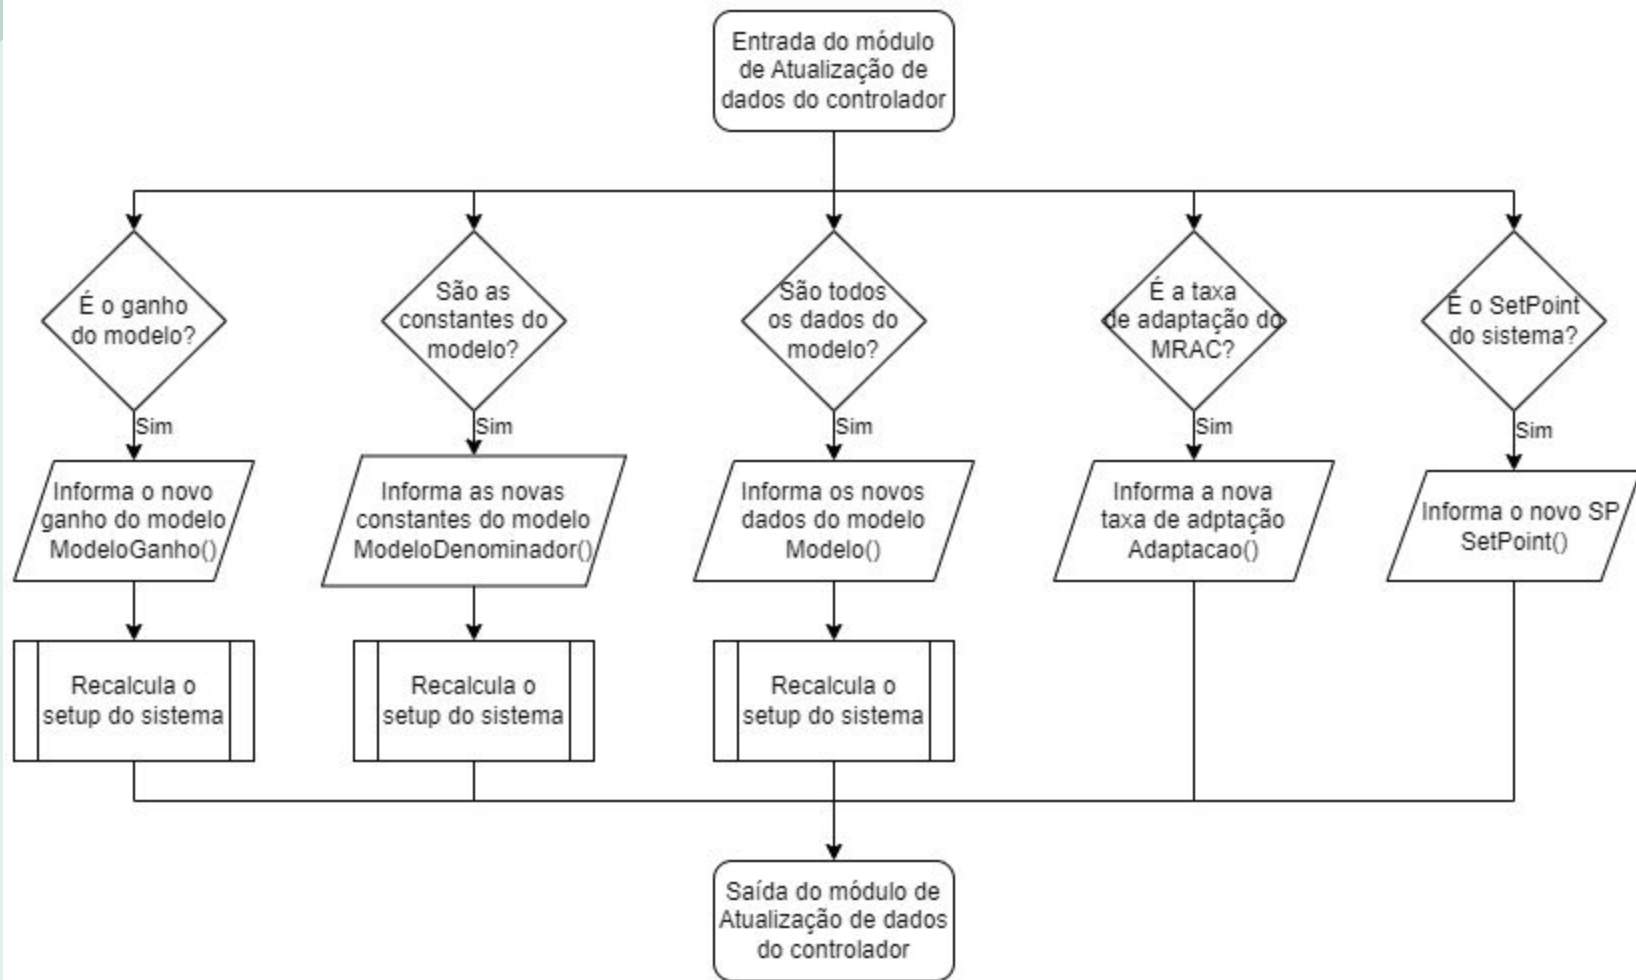 Entrada do módulo
de Atualização de
dados do controlador
É o ganho
do modelo?
São as
constantes do
modelo?
São todos
os dados do
modelo?
É a taxa
de adaptação do
MRAC?
É o SetPoint
do sistema?
Sim
Sim
Sim
Sim
Sim
Informa o novo
ganho do modelo
ModeloGanho()
Informa as novas
constantes do modelo
ModeloDenominador()
Informa os novos
dados do modelo
Modelo()
Informa a nova
taxa de adptação
Adaptacao()
Informa o novo SP
SetPoint()
Recalcula o
setup do sistema
Recalcula o
setup do sistema
Recalcula o
setup do sistema
Saída do módulo de
Atualização de dados
do controlador